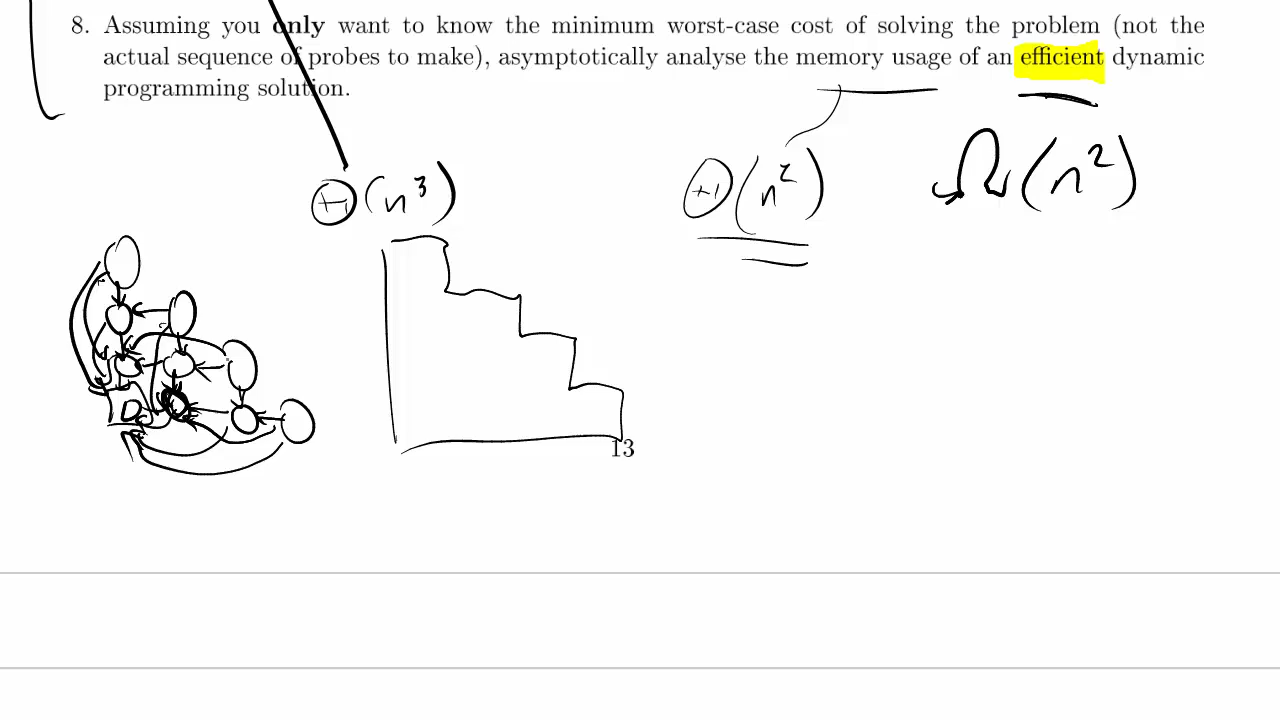 8. Assuming you only want to know the minimum worst-case cost of solving the problem (not the
actual sequence of probes to make), asymptotically analyse the memory usage of an efficient dynamic
programming solution.
Θ(n³) Θ(n²) Ω(n²)
D
13